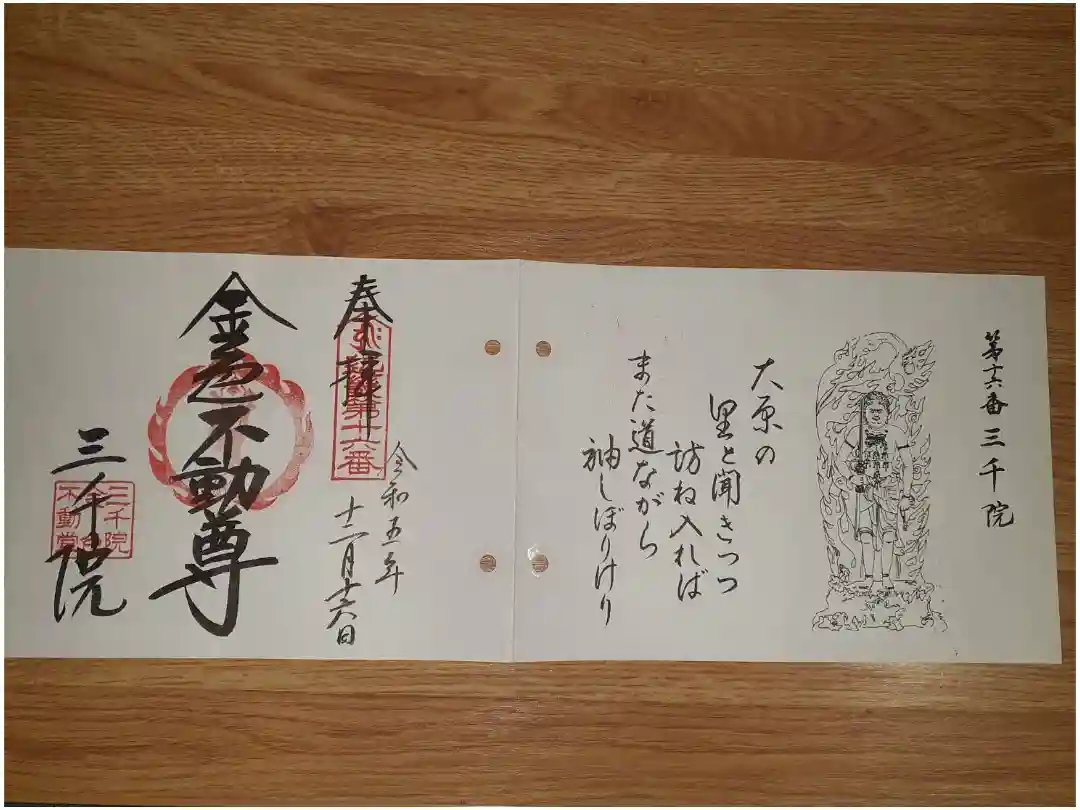 第十六番 三千院
大原の
里と聞きつつ
訪ね入れば
また道ながら
袖しぼりけり
奉拝
第十六番
令和五年
十二月十六日
金色不動尊
三千院
三千院
不動堂